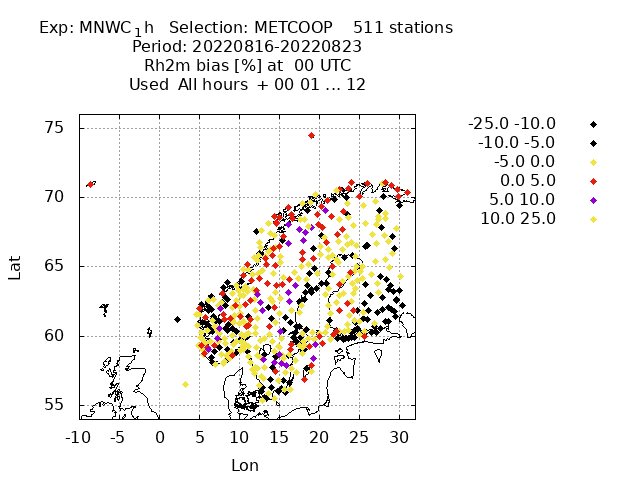 Exp: MNWC_1h   Selection: METCOOP    511 stations
Period: 20220816-20220823
Rh2m bias [%] at  00 UTC
Used  All hours  + 00 01 ... 12
-25.0 -10.0
-10.0 -5.0
-5.0 0.0
0.0 5.0
5.0 10.0
10.0 25.0
75
70
65
60
55
Lat
-10 -5 0 5 10 15 20 25 30
Lon